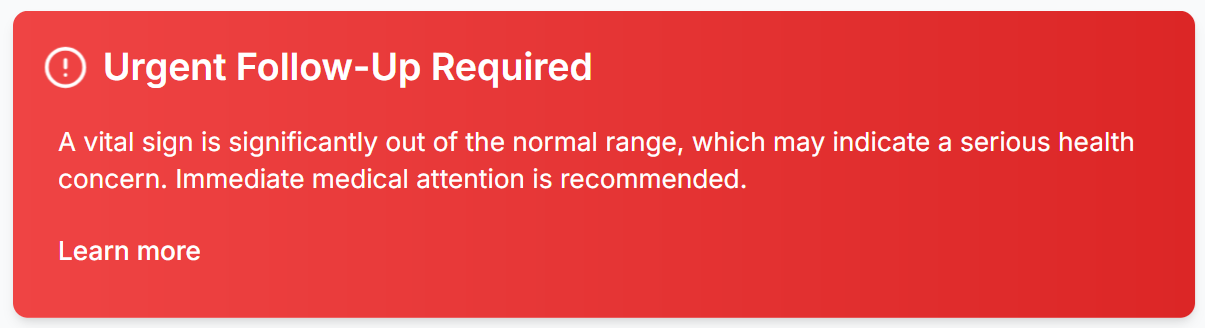 Urgent Follow-Up Required
A vital sign is significantly out of the normal range, which may indicate a serious health
concern. Immediate medical attention is recommended.
Learn more